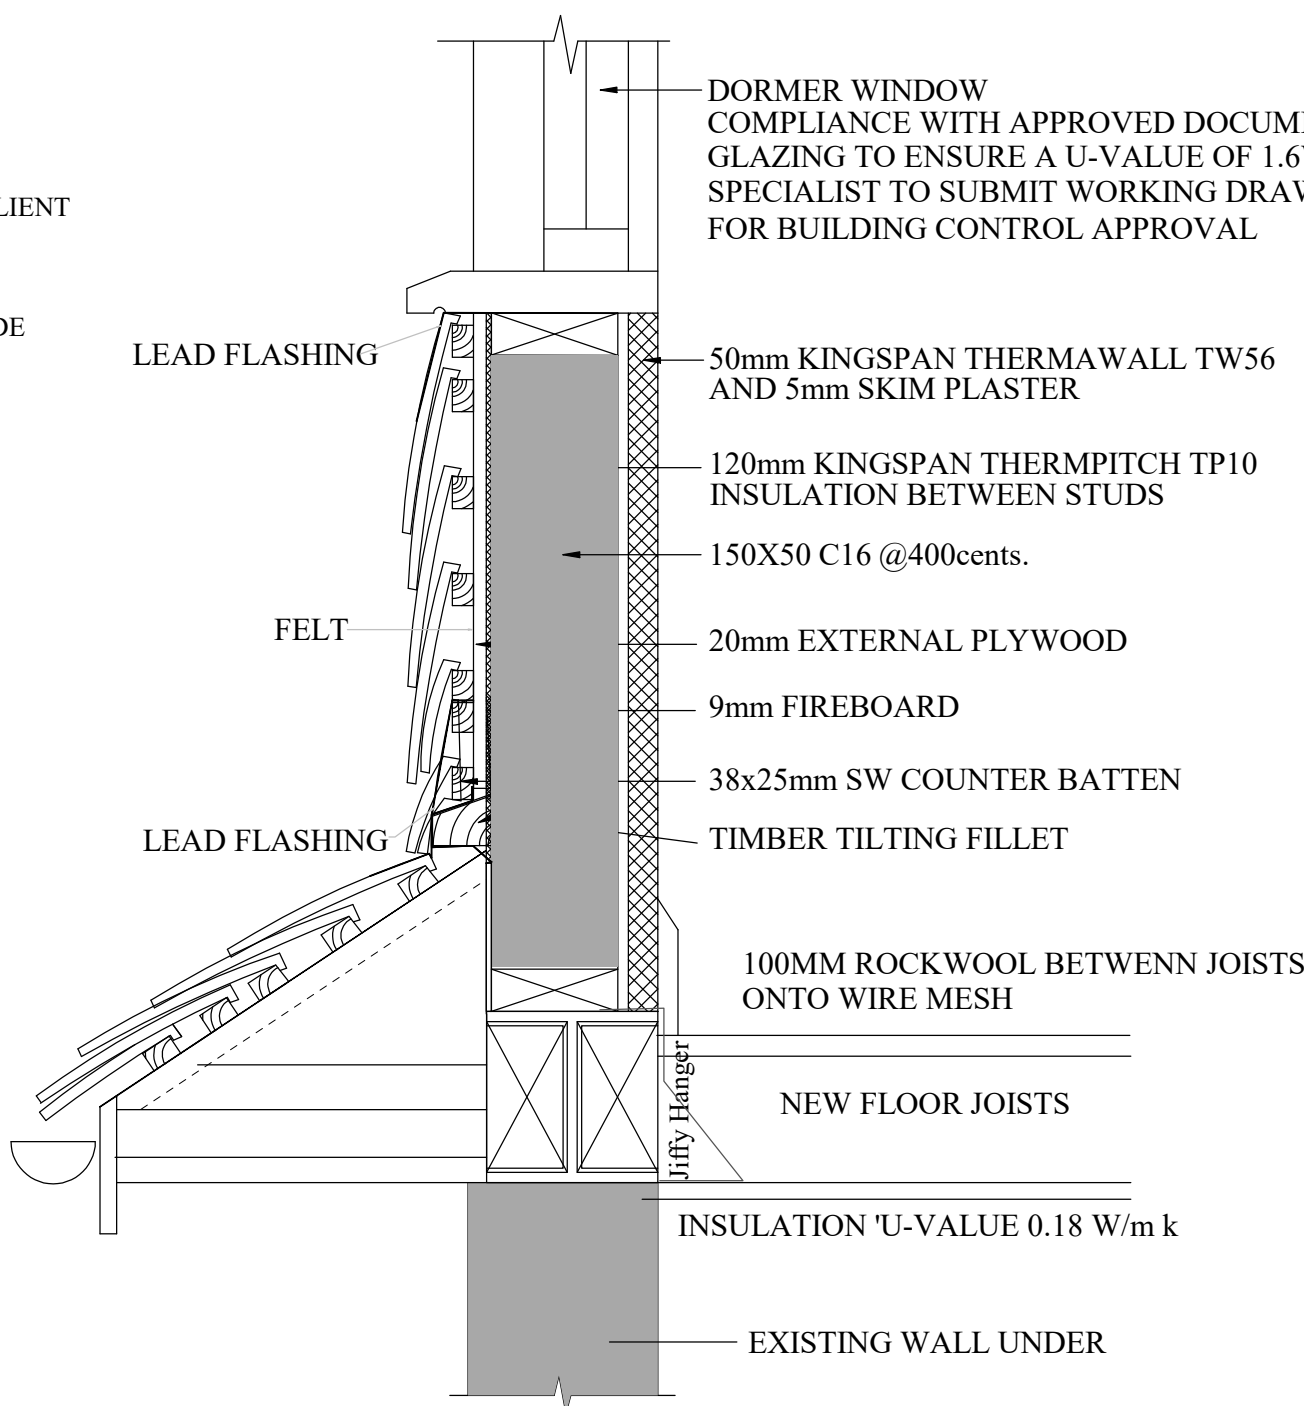 DORMER WINDOW
COMPLIANCE WITH APPROVED DOCUM
GLAZING TO ENSURE A U-VALUE OF 1.6
SPECIALIST TO SUBMIT WORKING DRAW
FOR BUILDING CONTROL APPROVAL
LIENT
DE
LEAD FLASHING
50mm KINGSPAN THERMAWALL TW56
AND 5mm SKIM PLASTER
120mm KINGSPAN THERMPITCH TP10
INSULATION BETWEEN STUDS
150X50 C16 @400cents.
FELT
20mm EXTERNAL PLYWOOD
9mm FIREBOARD
38x25mm SW COUNTER BATTEN
LEAD FLASHING
TIMBER TILTING FILLET
100MM ROCKWOOL BETWENN JOISTS
ONTO WIRE MESH
Jiffy Hanger
NEW FLOOR JOISTS
INSULATION 'U-VALUE 0.18 W/m k
EXISTING WALL UNDER